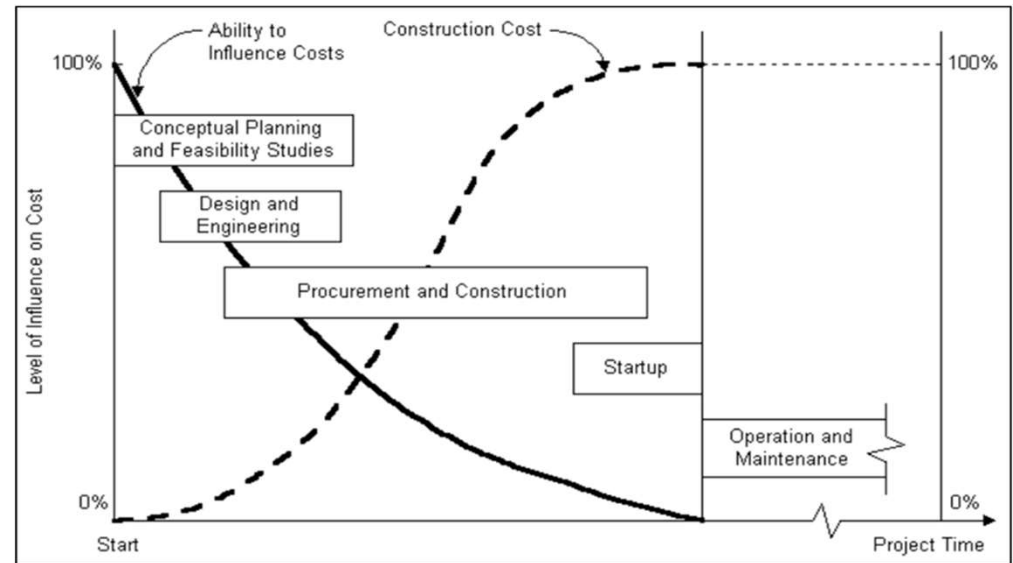 Ability to
Influence Costs
Construction Cost
100%
100%
Conceptual Planning
and Feasibility Studies
Design and
Engineering
Level of Influence on Cost
Procurement and Construction
Startup
Operation and
Maintenance
0%
0%
Start
Project Time